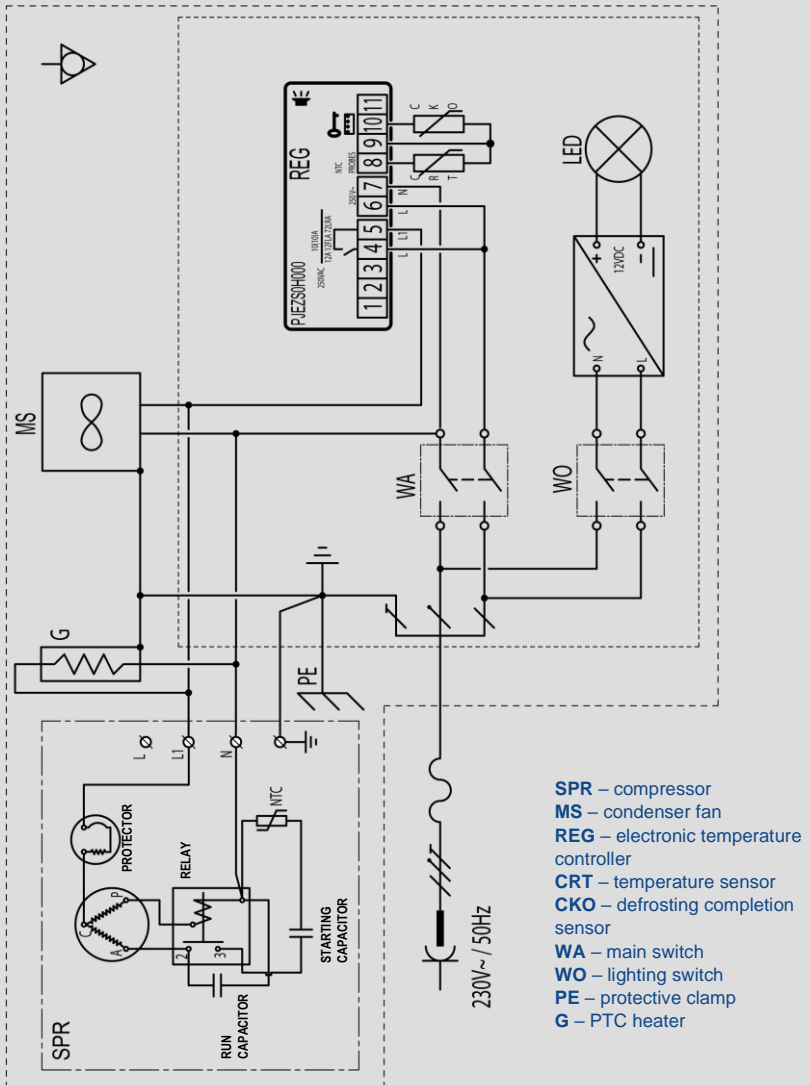 MS
G
PE
SPR
L
L1
N
PROTECTOR
RELAY
C
P
A
2
3
NTC
STARTING
CAPACITOR
RUN
CAPACITOR
PJEZS0H000
REG
250VAC
10(10)A
12A 12FLA 72LRA
250V~
NTC
PROBES
1 2 3 4 5 6 7 8 9 10 11
L
L1
L
N
C
R
T
C
K
O
WA
WO
N
L
12VDC
+
−
LED
230V~ / 50Hz
SPR – compressor
MS – condenser fan
REG – electronic temperature
controller
CRT – temperature sensor
CKO – defrosting completion
sensor
WA – main switch
WO – lighting switch
PE – protective clamp
G – PTC heater